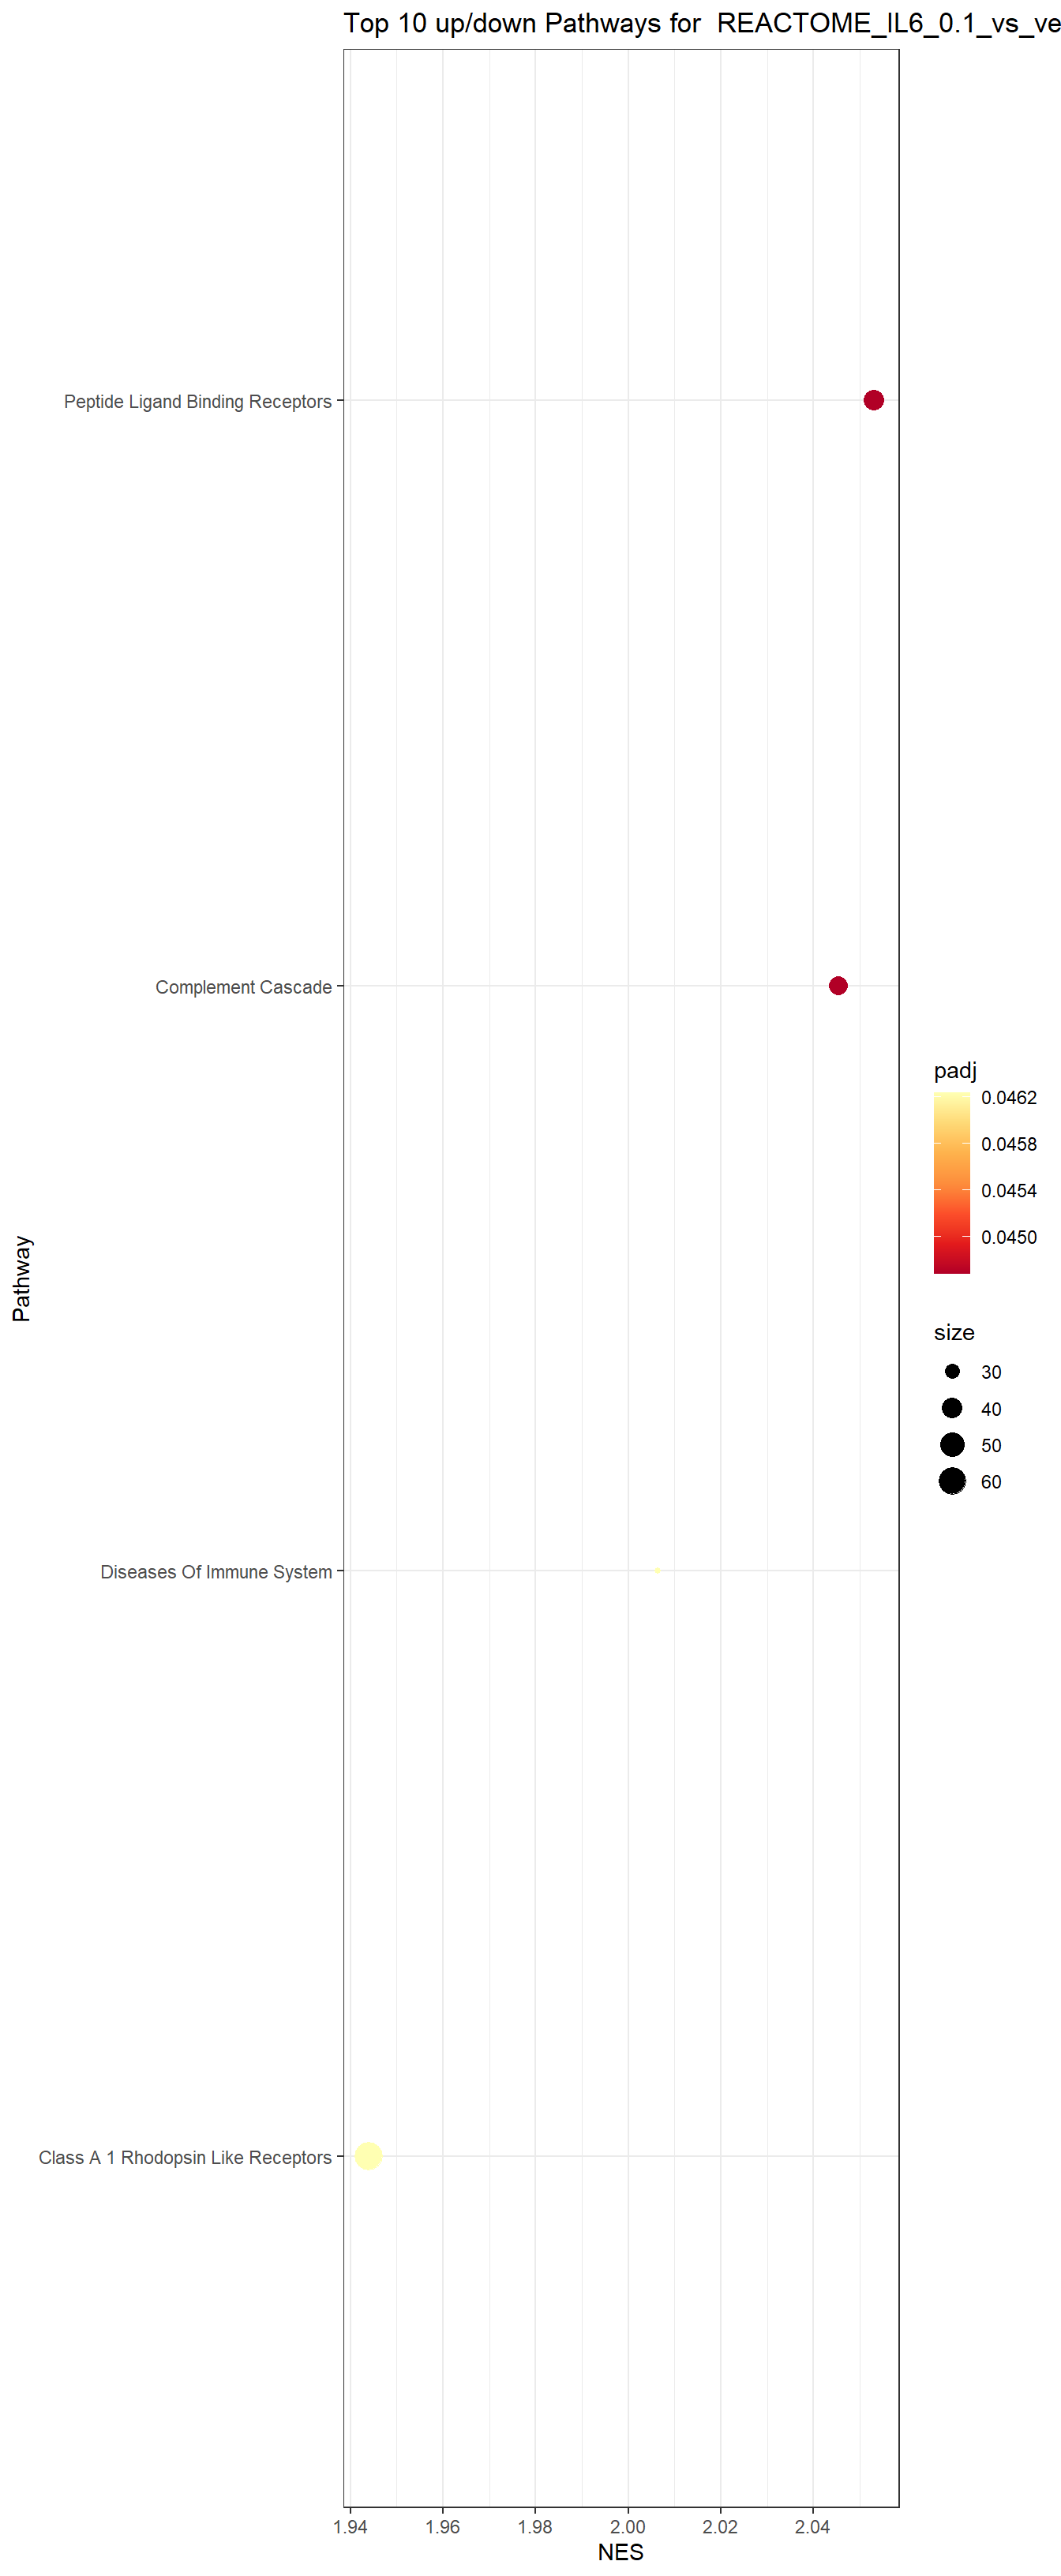 Top 10 up/down Pathways for  REACTOME_IL6_0.1_vs_ve
Pathway
Peptide Ligand Binding Receptors
Complement Cascade
Diseases Of Immune System
Class A 1 Rhodopsin Like Receptors
1.94
1.96
1.98
2.00
2.02
2.04
NES
padj
0.0462
0.0458
0.0454
0.0450
size
30
40
50
60